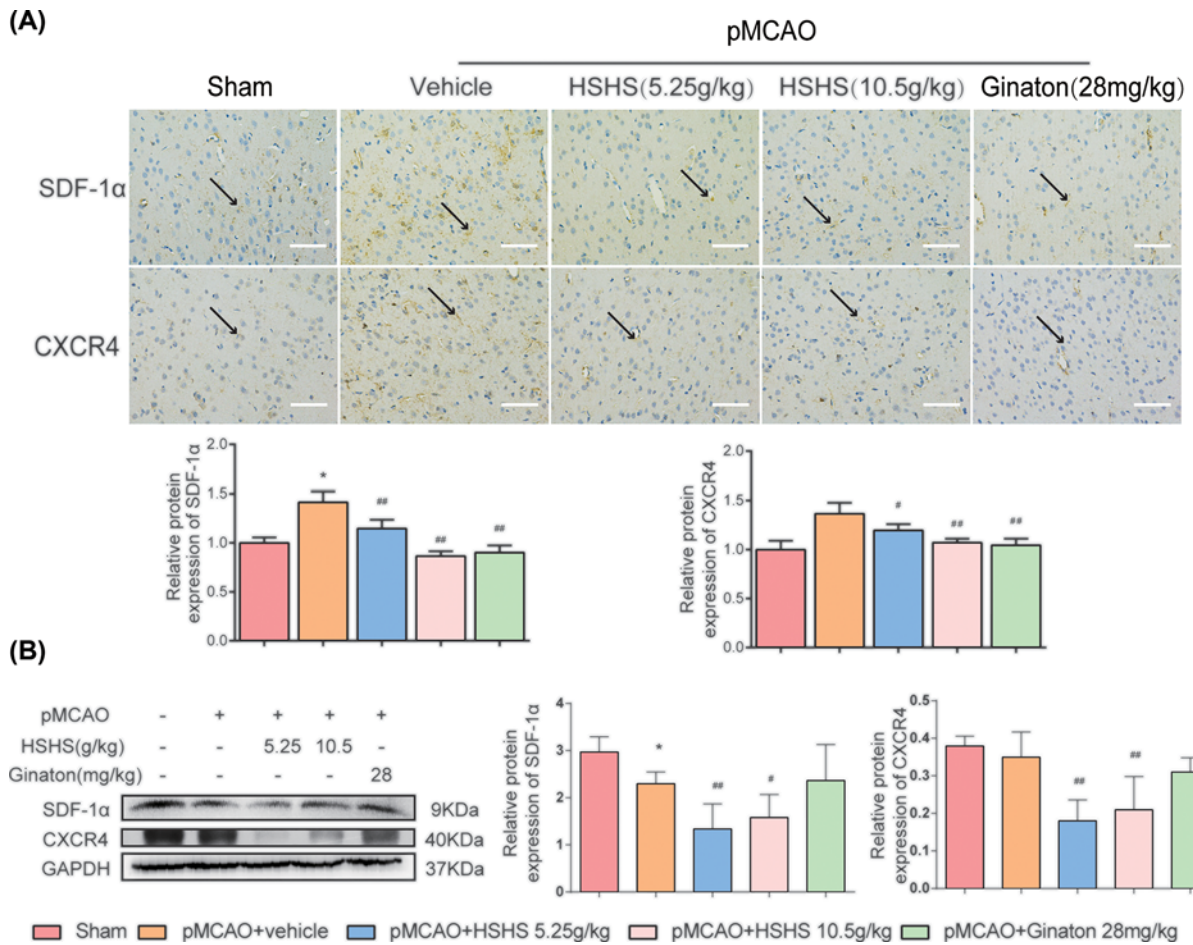 (A)
pMCAO
Sham Vehicle HSHS(5.25g/kg) HSHS(10.5g/kg) Ginaton(28mg/kg)
SDF-1α
CXCR4
Relative protein
expression of SDF-1α
2.0
1.5
1.0
0.5
0.0
*
##
##
##
Relative protein
expression of CXCR4
2.0
1.5
1.0
0.5
0.0
#
##
##
(B)
pMCAO - + + + +
HSHS(g/kg) - - 5.25 10.5 -
Ginaton(mg/kg) - - - - 28
SDF-1α 9KDa
CXCR4 40KDa
GAPDH 37KDa
Relative protein
expression of SDF-1α
4
3
2
1
0
*
##
#
Relative protein
expression of CXCR4
0.5
0.4
0.3
0.2
0.1
0.0
##
##
Sham pMCAO+vehicle pMCAO+HSHS 5.25g/kg pMCAO+HSHS 10.5g/kg pMCAO+Ginaton 28mg/kg